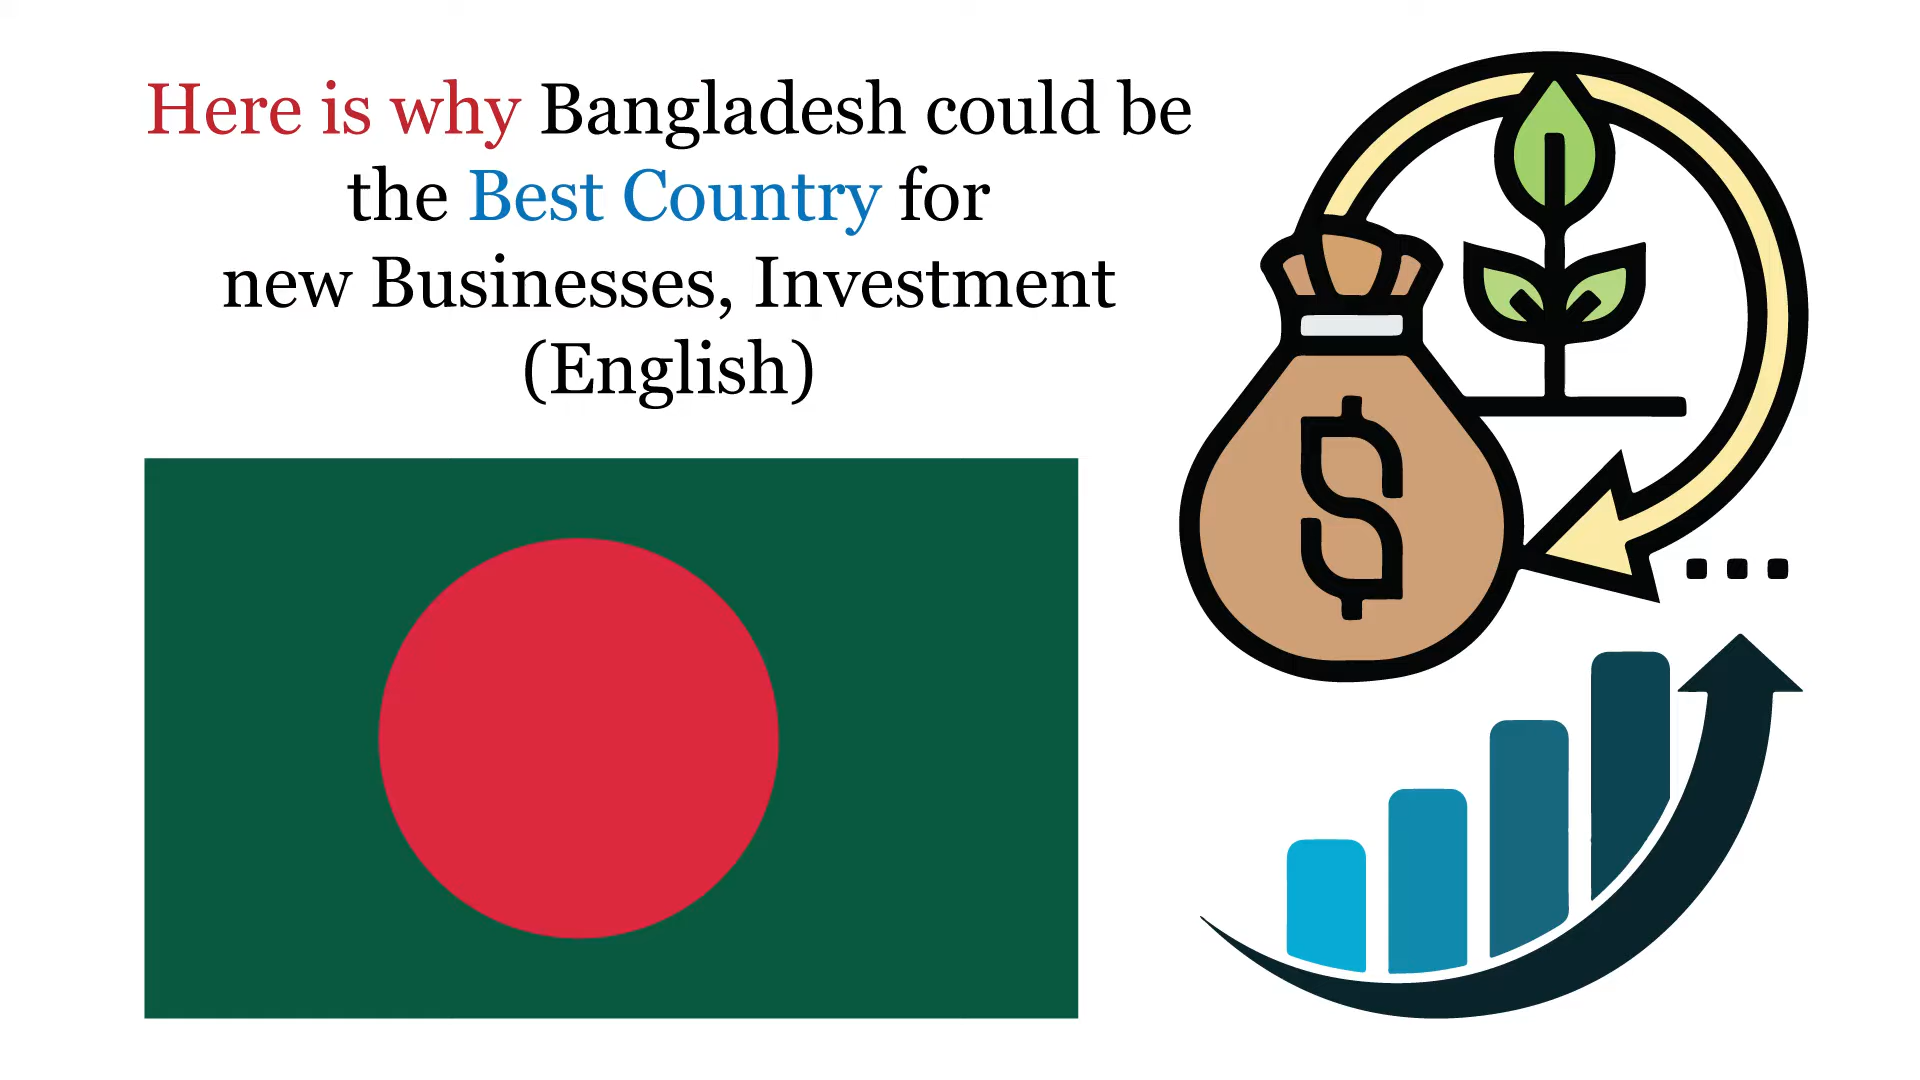 Here is why Bangladesh could be
the Best Country for
new Businesses, Investment
(English)
$